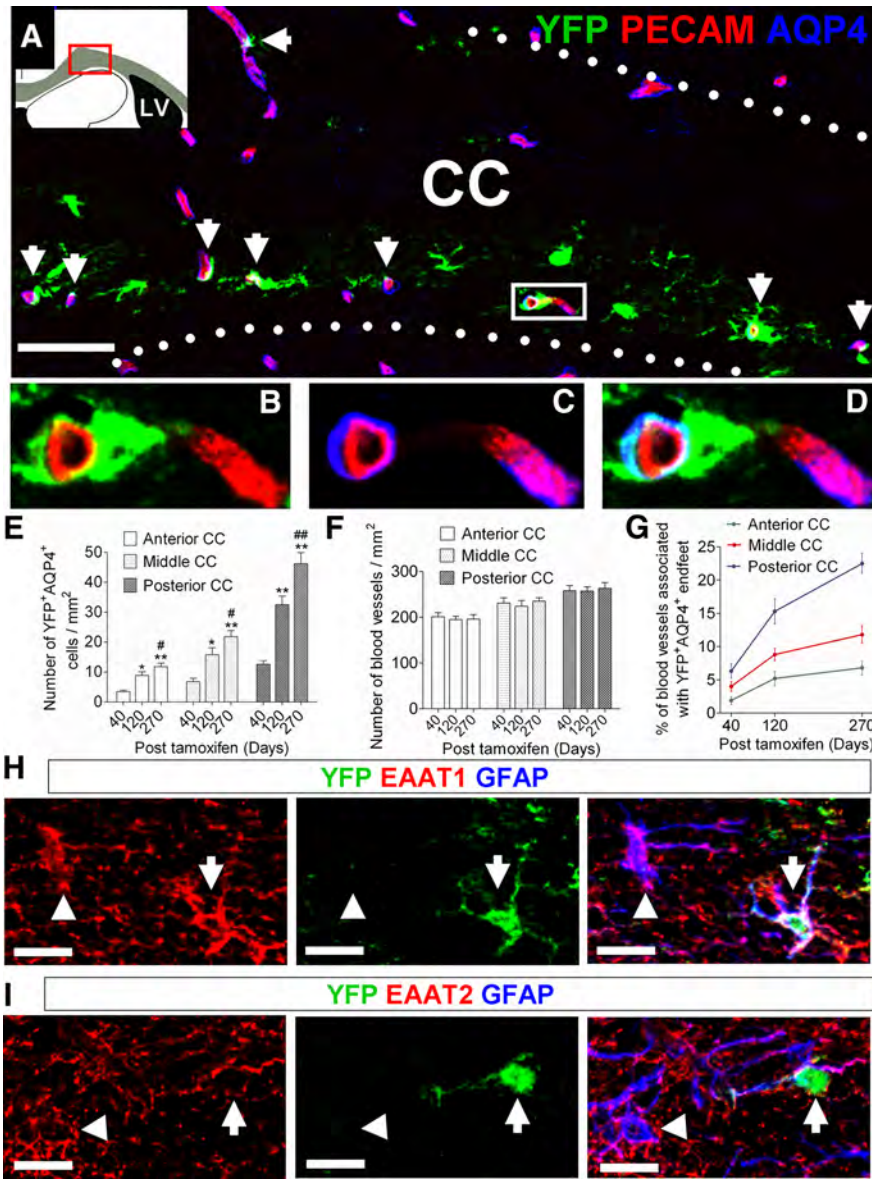 A
YFP PECAM AQP4
LV
CC
B
C
D
E
Anterior CC
Middle CC
Posterior CC
Number of YFP+AQP4+
cells / mm2
50
40
30
20
10
0
*
**
#
*
**
#
**
**
##
40
120
270
40
120
270
40
120
270
Post tamoxifen (Days)
F
Anterior CC
Middle CC
Posterior CC
Number of blood vessels / mm2
400
200
0
40
120
270
40
120
270
40
120
270
Post tamoxifen (Days)
G
Anterior CC
Middle CC
Posterior CC
% of blood vessels associated
with YFP+AQP4+ endfeet
25
20
15
10
5
0
40
120
270
Post tamoxifen (Days)
H
YFP EAAT1 GFAP
I
YFP EAAT2 GFAP